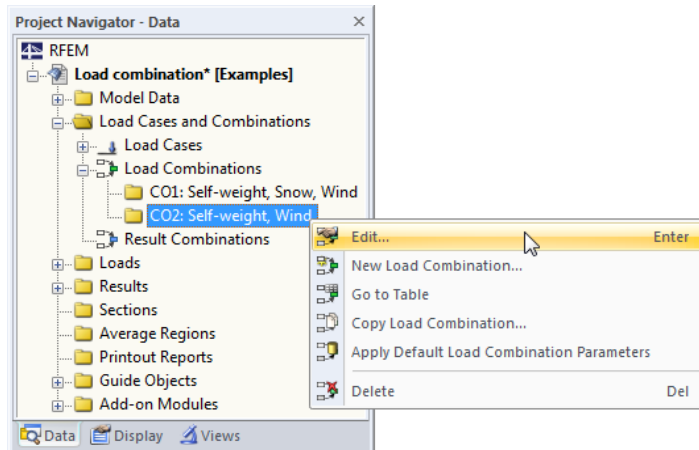 Project Navigator - Data
RFEM
Load combination* [Examples]
Model Data
Load Cases and Combinations
Load Cases
Load Combinations
CO1: Self-weight, Snow, Wind
CO2: Self-weight, Wind
Result Combinations
Loads
Results
Sections
Average Regions
Printout Reports
Guide Objects
Add-on Modules
Data Display Views
Edit... Enter
New Load Combination...
Go to Table
Copy Load Combination...
Apply Default Load Combination Parameters
Delete Del